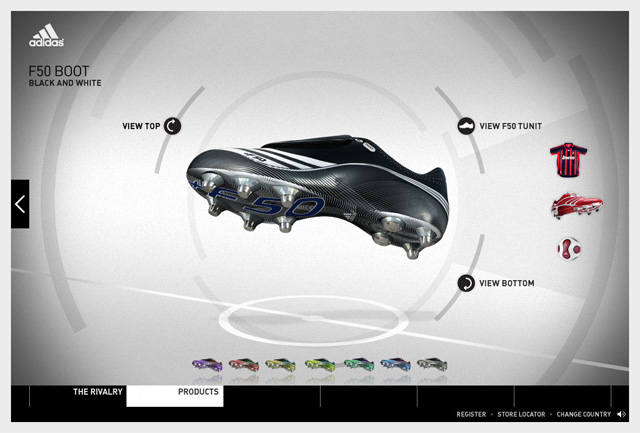 adidas
F50 BOOT
BLACK AND WHITE
VIEW TOP
VIEW F50 TUNIT
F50
VIEW BOTTOM
THE RIVALRY
PRODUCTS
REGISTER • STORE LOCATOR • CHANGE COUNTRY